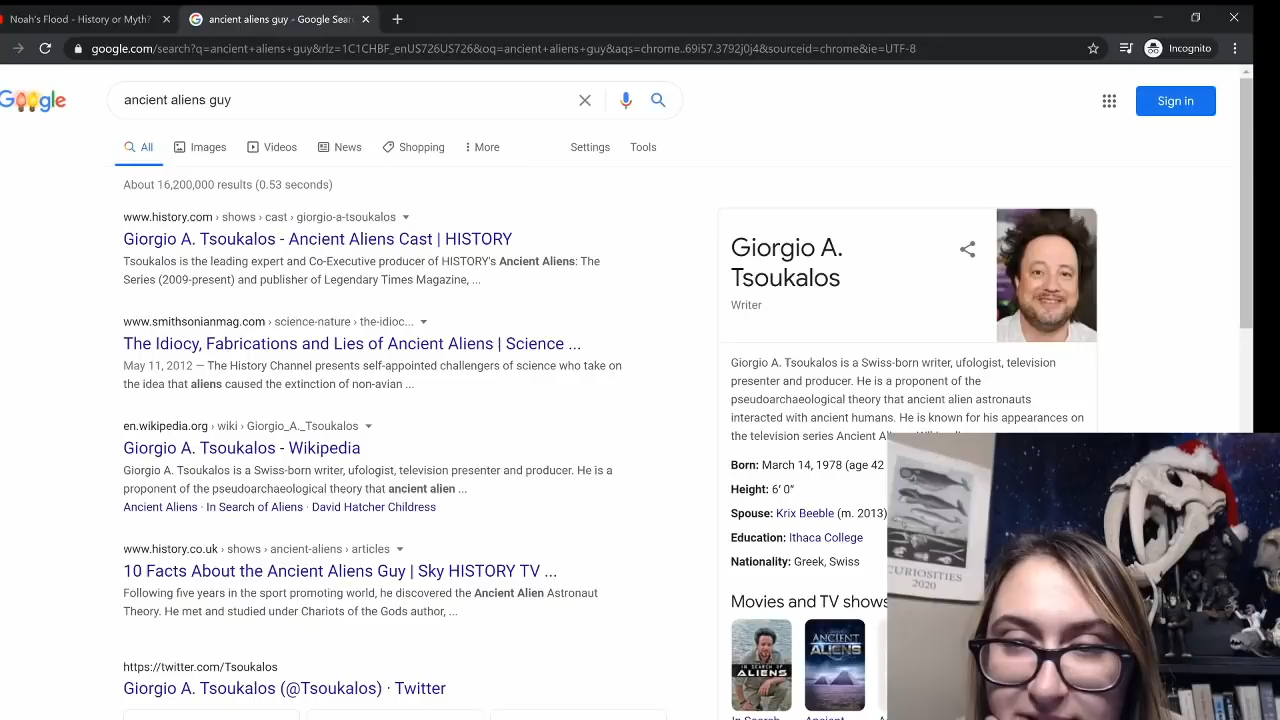 Noah's Flood - History or Myth?
ancient aliens guy - Google Sear
google.com/search?q=ancient+aliens+guy&rlz=1C1CHBF_enUS726US726&oq=ancient+aliens+guy&aqs=chrome..69i57.3792j0j4&sourceid=chrome&ie=UTF-8
Incognito
Google
ancient aliens guy
Sign in
All
Images
Videos
News
Shopping
More
Settings
Tools
About 16,200,000 results (0.53 seconds)
www.history.com › shows › cast › giorgio-a-tsoukalos
Giorgio A. Tsoukalos - Ancient Aliens Cast | HISTORY
Tsoukalos is the leading expert and Co-Executive producer of HISTORY's Ancient Aliens: The
Series (2009-present) and publisher of Legendary Times Magazine, ...
www.smithsonianmag.com › science-nature › the-idioc...
The Idiocy, Fabrications and Lies of Ancient Aliens | Science ...
May 11, 2012 — The History Channel presents self-appointed challengers of science who take on
the idea that aliens caused the extinction of non-avian ...
en.wikipedia.org › wiki › Giorgio_A._Tsoukalos
Giorgio A. Tsoukalos - Wikipedia
Giorgio A. Tsoukalos is a Swiss-born writer, ufologist, television presenter and producer. He is a
proponent of the pseudoarchaeological theory that ancient alien ...
Ancient Aliens · In Search of Aliens · David Hatcher Childress
www.history.co.uk › shows › ancient-aliens › articles
10 Facts About the Ancient Aliens Guy | Sky HISTORY TV ...
Following five years in the sport promoting world, he discovered the Ancient Alien Astronaut
Theory. He met and studied under Chariots of the Gods author, ...
https://twitter.com/Tsoukalos
Giorgio A. Tsoukalos (@Tsoukalos) · Twitter
Giorgio A.
Tsoukalos
Writer
Giorgio A. Tsoukalos is a Swiss-born writer, ufologist, television
presenter and producer. He is a proponent of the
pseudoarchaeological theory that ancient alien astronauts
interacted with ancient humans. He is known for his appearances on
the television series Ancient
Born: March 14, 1978 (age 42
Height: 6′ 0″
Spouse: Krix Beeble (m. 2013)
Education: Ithaca College
Nationality: Greek, Swiss
Movies and TV shows
IN SEARCH OF
ALIENS
ANCIENT
ALIENS
CURIOSITIES
2020